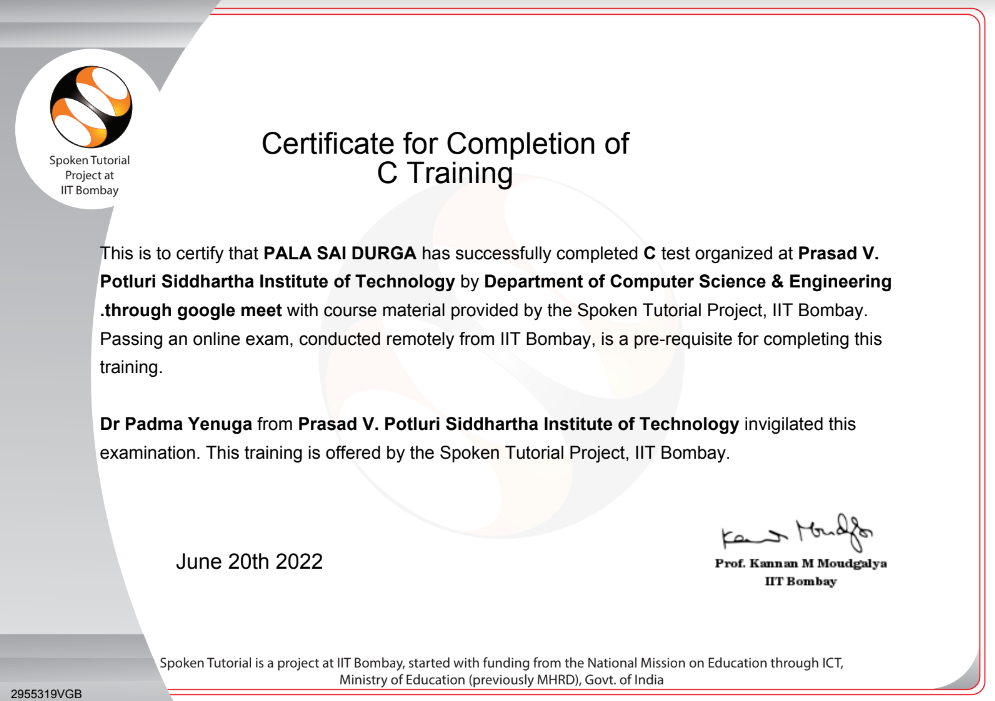 Spoken Tutorial
Project at
IIT Bombay
Certificate for Completion of
C Training
This is to certify that PALA SAI DURGA has successfully completed C test organized at Prasad V.
Potluri Siddhartha Institute of Technology by Department of Computer Science & Engineering
.through google meet with course material provided by the Spoken Tutorial Project, IIT Bombay.
Passing an online exam, conducted remotely from IIT Bombay, is a pre-requisite for completing this
training.
Dr Padma Yenuga from Prasad V. Potluri Siddhartha Institute of Technology invigilated this
examination. This training is offered by the Spoken Tutorial Project, IIT Bombay.
June 20th 2022
Prof. Kannan M Moudgalya
IIT Bombay
Spoken Tutorial is a project at IIT Bombay, started with funding from the National Mission on Education through ICT,
Ministry of Education (previously MHRD), Govt. of India
2955319VGB